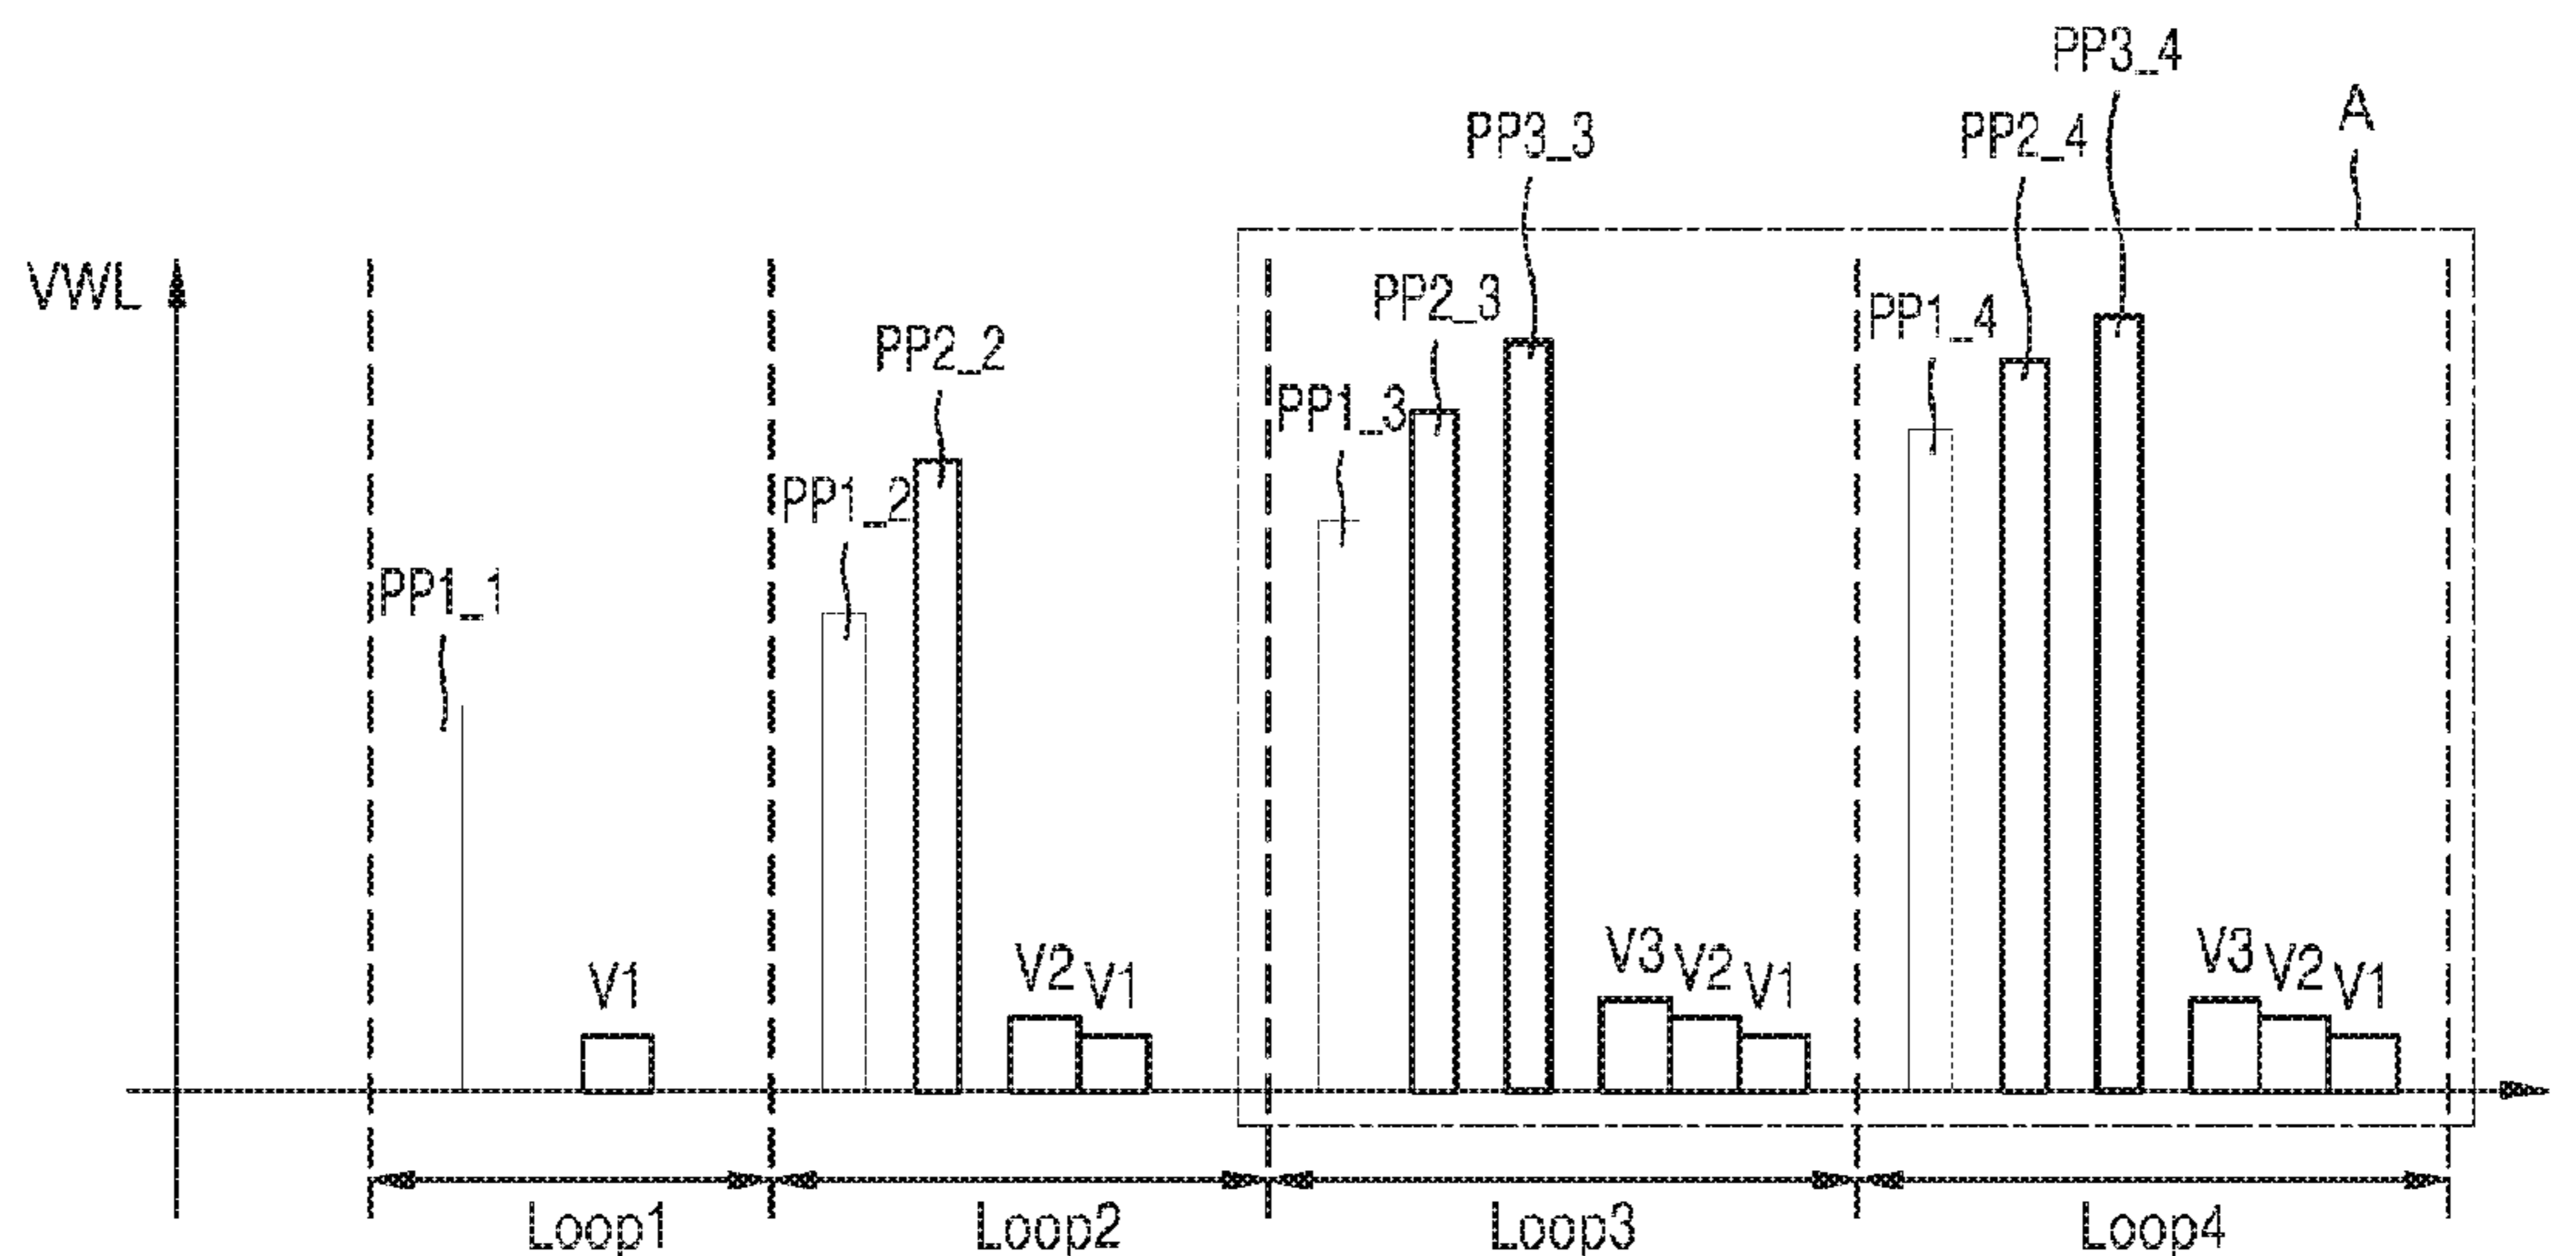 PP3_4
A
PP3_3
PP2_4
VWL
PP2_3
PP1_4
PP2_2
PP1_3
PP1_2
PP1_1
V1
V2
V1
V3
V2
V1
V3
V2
V1
Loop1
Loop2
Loop3
Loop4